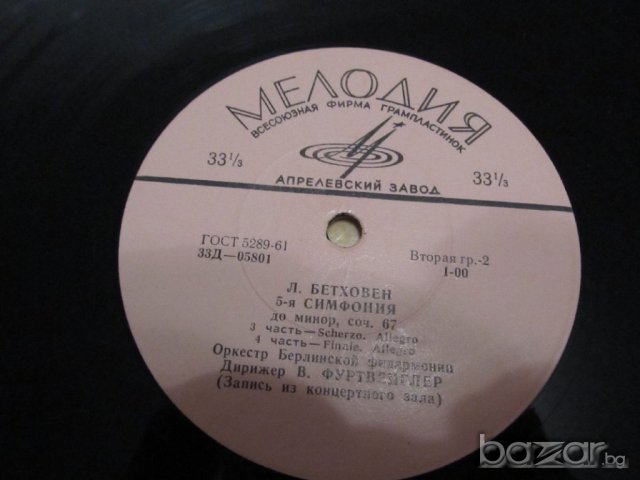 МЕЛОДИЯ
ВСЕСОЮЗНАЯ ФИРМА ГРАМПЛАСТИНОК
33⅓ 33⅓
АПРЕЛЕВСКИЙ ЗАВОД
ГОСТ 5289-61 Вторая гр.-2
33Д—05801 1-00
Л. БЕТХОВЕН
5-я СИМФОНИЯ
до минор, соч. 67
3 часть—Scherzo. Allegro
4 часть—Finale. Allegro
Оркестр Берлинской филармонии
Дирижер В. ФУРТВЕНГЛЕР
(Запись из концертного зала)
bazar.bg